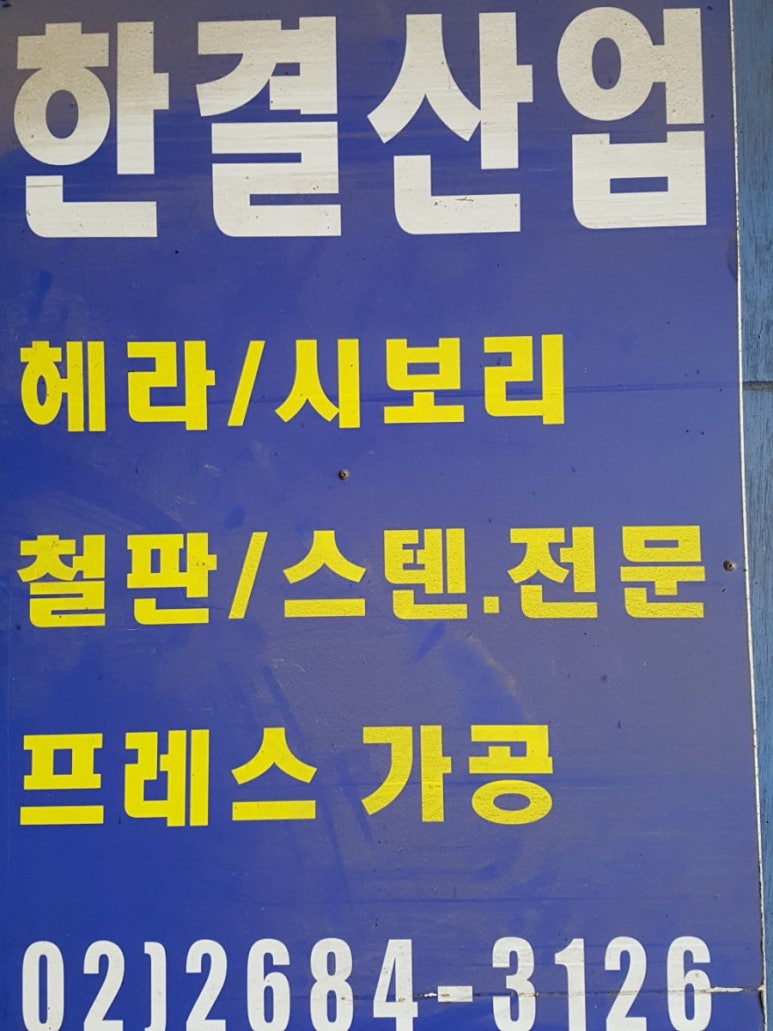 한결산업
헤라/시보리
철판/스텐.전문
프레스 가공
02)2684-3126